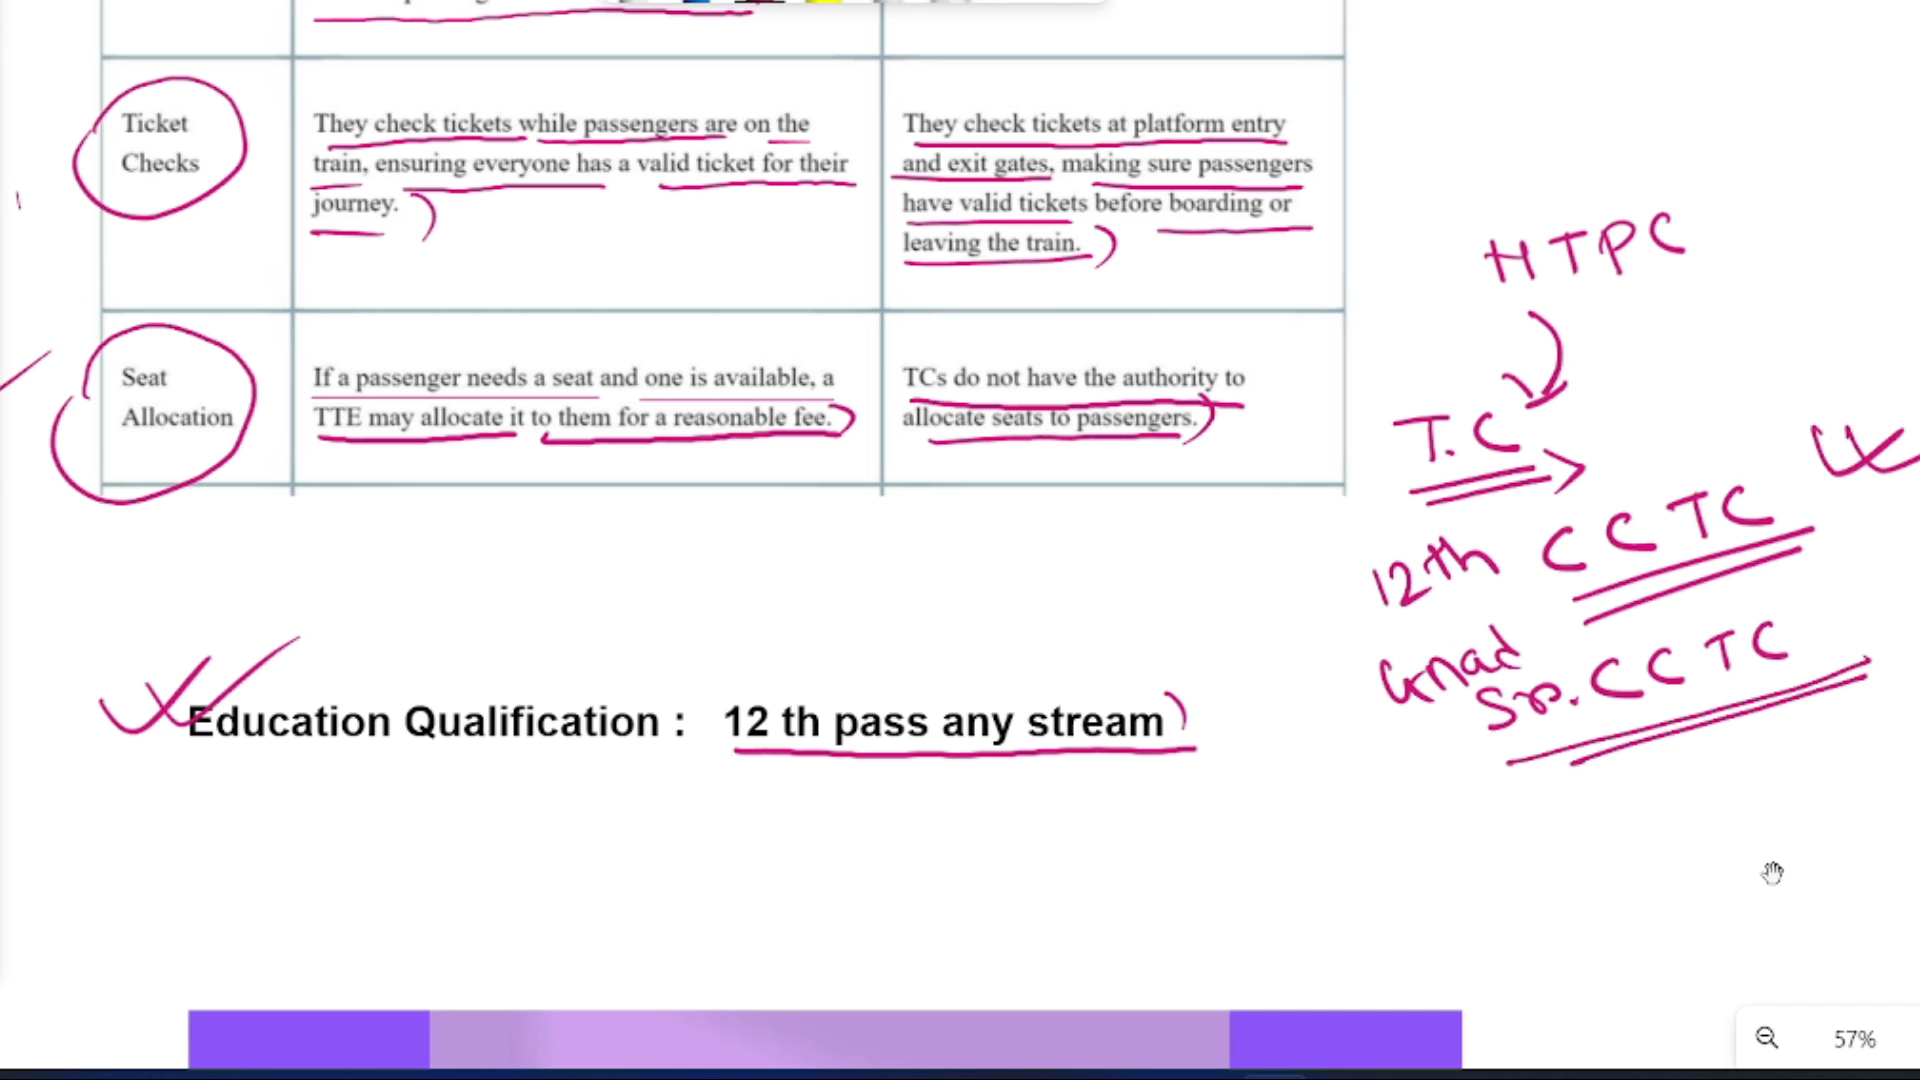 Ticket
Checks
They check tickets while passengers are on the
train, ensuring everyone has a valid ticket for their
journey.
They check tickets at platform entry
and exit gates, making sure passengers
have valid tickets before boarding or
leaving the train.
Seat
Allocation
If a passenger needs a seat and one is available, a
TTE may allocate it to them for a reasonable fee.
TCs do not have the authority to
allocate seats to passengers.
NTPC
T.C
12th CCTC
Grad
Sr. CCTC
Education Qualification : 12 th pass any stream
57%